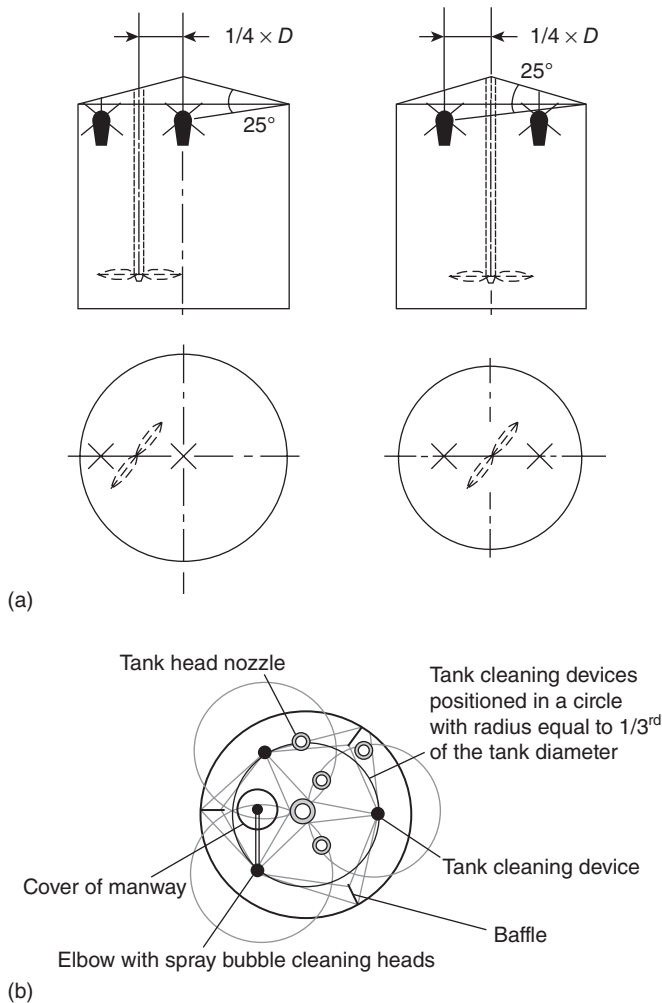 1/4 × D
1/4 × D
25°
25°
(a)
Tank head nozzle
Tank cleaning devices
positioned in a circle
with radius equal to 1/3rd
of the tank diameter
Tank cleaning device
Cover of manway
Baffle
Elbow with spray bubble cleaning heads
(b)